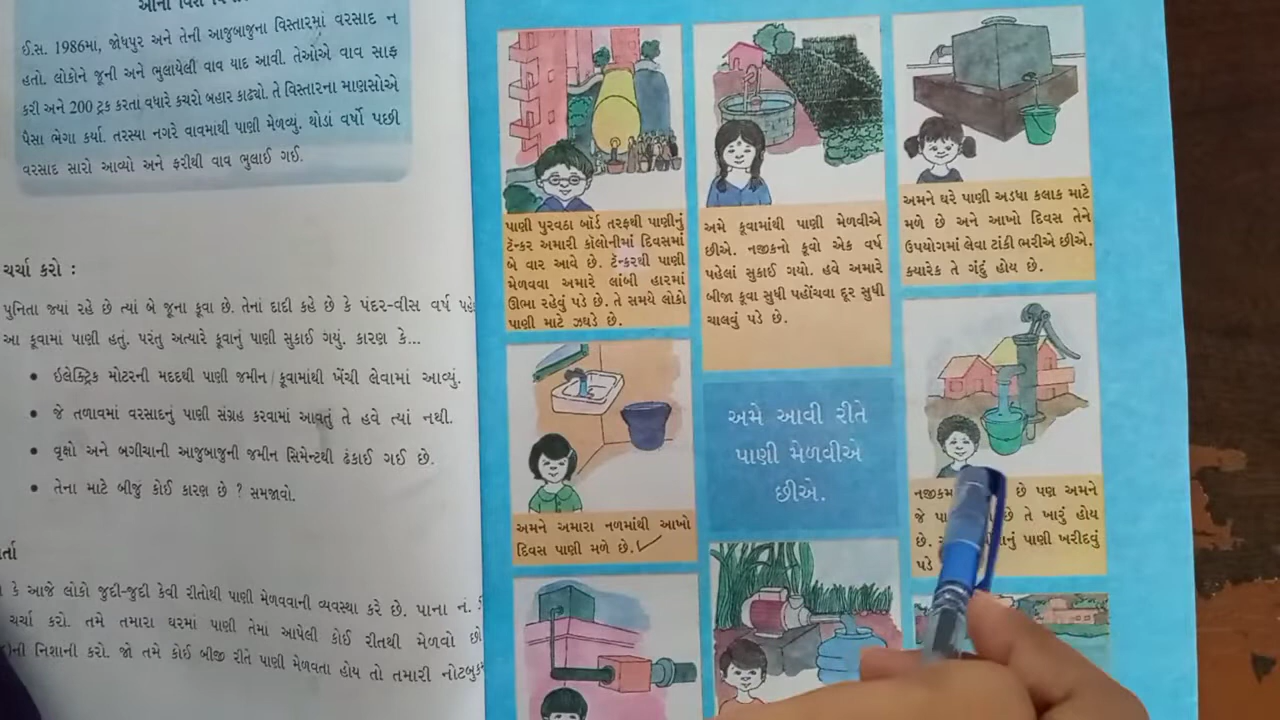 ઈ.સ. 1986માં, જોધપુર અને તેની આજુબાજુના વિસ્તારમાં વરસાદ ન
હતો. લોકોને જૂની અને ભુલાયેલી વાવ યાદ આવી. તેઓએ વાવ સાફ
કરી અને 200 ટ્રક કરતાં વધારે કચરો બહાર કાઢ્યો. તે વિસ્તારના માણસોએ
પૈસા ભેગા કર્યા. તરસ્યા નગરે વાવમાંથી પાણી મેળવ્યું. થોડાં વર્ષો પછી
વરસાદ સારો આવ્યો અને ફરીથી વાવ ભુલાઈ ગઈ.
ચર્ચા કરો :
પુનિતા જ્યાં રહે છે ત્યાં બે જૂના કૂવા છે. તેનાં દાદી કહે છે કે પંદર-વીસ વર્ષ
આ કૂવામાં પાણી હતું. પરંતુ અત્યારે કૂવાનું પાણી સુકાઈ ગયું. કારણ કે...
• ઇલેક્ટ્રિક મોટરની મદદથી પાણી જમીન / કૂવામાંથી ખેંચી લેવામાં આવ્યું.
• જે તળાવમાં વરસાદનું પાણી સંગ્રહ કરવામાં આવતું તે હવે ત્યાં નથી.
• વૃક્ષો અને બગીચાની આજુબાજુની જમીન સિમેન્ટથી ઢંકાઈ ગઈ છે.
• તેના માટે બીજું કોઈ કારણ છે ? સમજાવો.
કે આજે લોકો જુદી-જુદી કેવી રીતોથી પાણી મેળવવાની વ્યવસ્થા કરે છે. પાના નં.
ચર્ચા કરો. તમે તમારા ઘરમાં પાણી તેમાં આપેલી કોઈ રીતથી મેળવો
નિશાની કરો. જો તમે કોઈ બીજી રીતે પાણી મેળવતા હોય તો તમારી
પાણી પુરવઠા બૉર્ડ તરફથી પાણીનું
ટૅન્કર અમારી કૉલોનીમાં દિવસમાં
બે વાર આવે છે. ટૅન્કરથી પાણી
મેળવવા અમારે લાંબી હારમાં
ઊભા રહેવું પડે છે. તે સમયે લોકો
પાણી માટે ઝઘડે છે.
અમે કૂવામાંથી પાણી મેળવીએ
છીએ. નજીકનો કૂવો એક વર્ષ
પહેલાં સુકાઈ ગયો. હવે અમારે
બીજા કૂવા સુધી પહોંચવા દૂર સુધી
ચાલવું પડે છે.
અમને ઘરે પાણી અડધા કલાક માટે
મળે છે અને આખો દિવસ તેને
ઉપયોગમાં લેવા ટાંકી ભરીએ છીએ.
ક્યારેક તે ગંદું હોય છે.
અમને અમારા નળમાંથી આખો
દિવસ પાણી મળે છે. ✓
અમે આવી રીતે
પાણી મેળવીએ
છીએ.
છે પણ અમને
જે છે તે ખારું હોય
છે. પાણી ખરીદવું
પડે